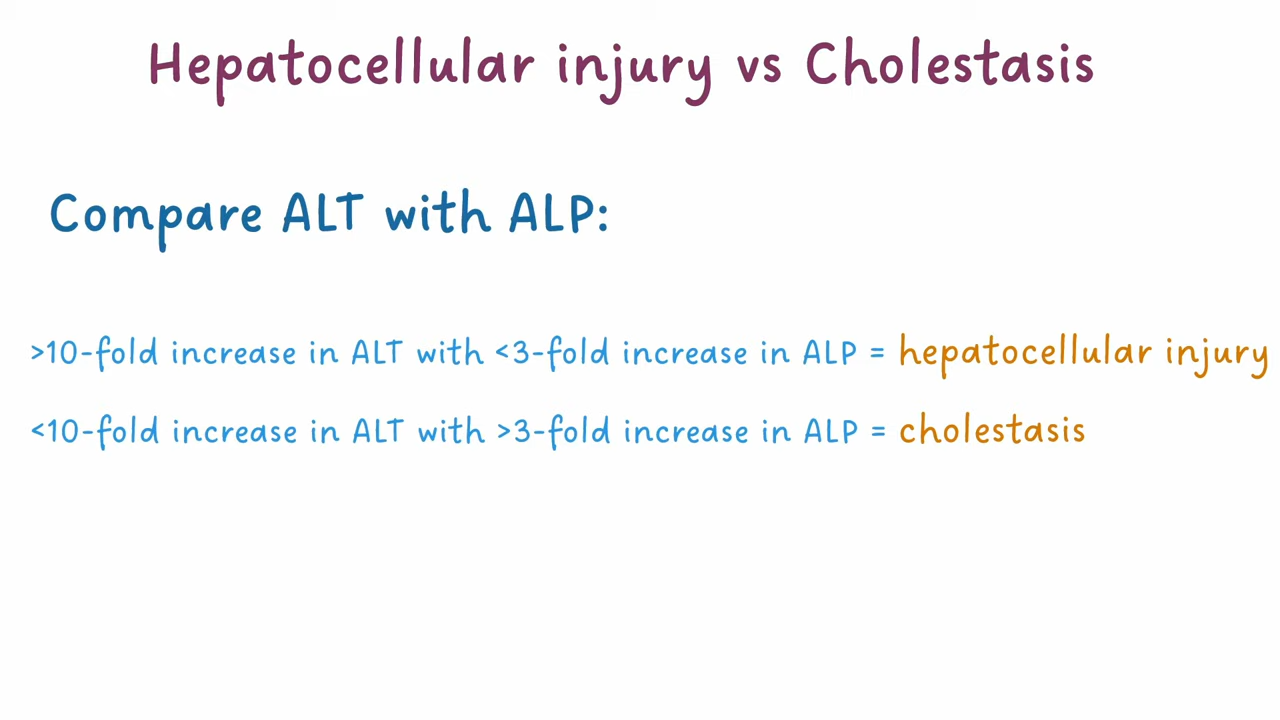 Hepatocellular injury vs Cholestasis
Compare ALT with ALP:
>10-fold increase in ALT with <3-fold increase in ALP = hepatocellular injury
<10-fold increase in ALT with >3-fold increase in ALP = cholestasis